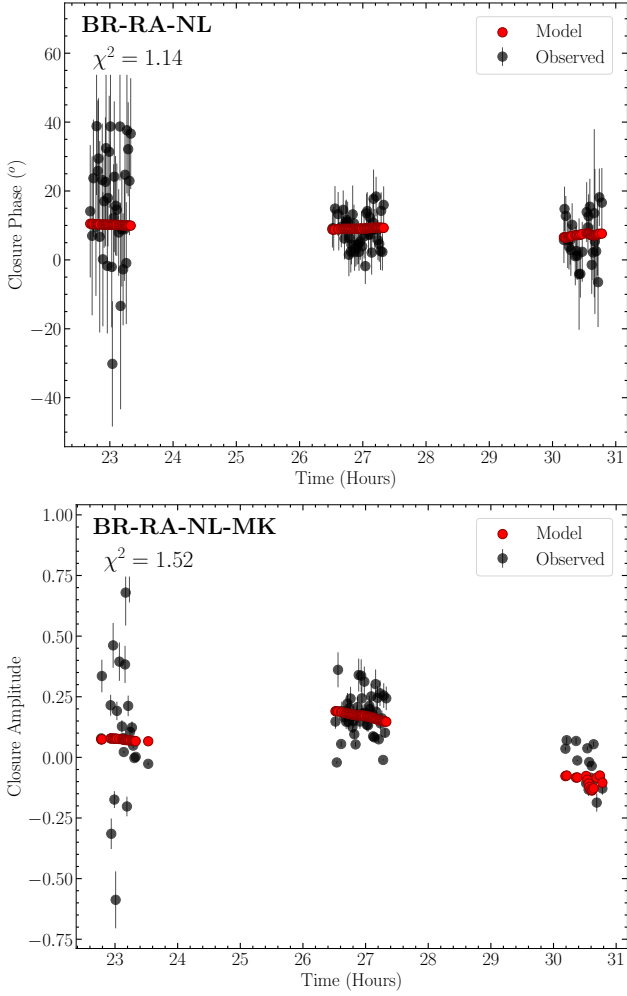 BR-RA-NL
χ² = 1.14
Model
Observed
Closure Phase (°)
60
40
20
0
−20
−40
23 24 25 26 27 28 29 30 31
Time (Hours)
BR-RA-NL-MK
χ² = 1.52
Model
Observed
Closure Amplitude
1.00
0.75
0.50
0.25
0.00
−0.25
−0.50
−0.75
23 24 25 26 27 28 29 30 31
Time (Hours)